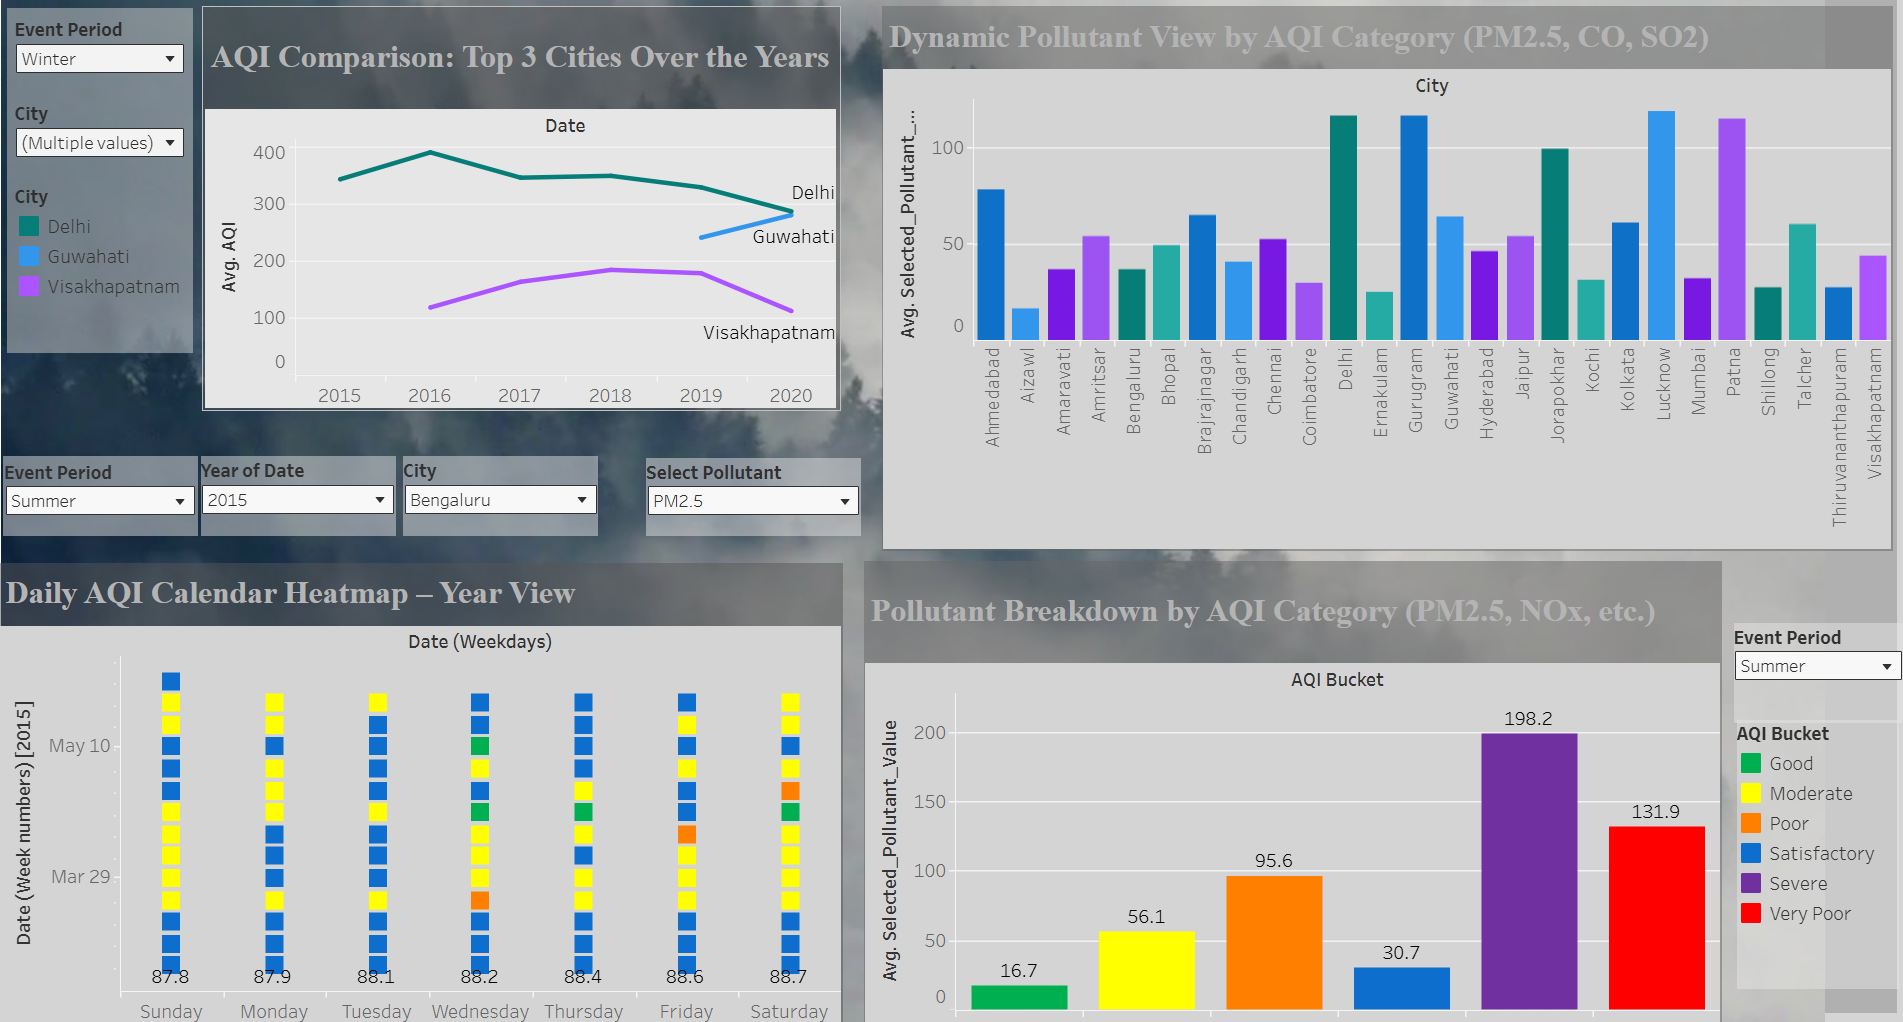 Event Period
Winter
City
(Multiple values)
City
Delhi
Guwahati
Visakhapatnam
AQI Comparison: Top 3 Cities Over the Years
Date
Avg. AQI
400
300
200
100
0
Delhi
Guwahati
Visakhapatnam
2015 2016 2017 2018 2019 2020
Dynamic Pollutant View by AQI Category (PM2.5, CO, SO2)
City
Avg. Selected_Pollutant_...
100
50
0
Ahmedabad
Aizawl
Amaravati
Amritsar
Bengaluru
Bhopal
Brajrajnagar
Chandigarh
Chennai
Coimbatore
Delhi
Ernakulam
Gurugram
Guwahati
Hyderabad
Jaipur
Jorapokhar
Kochi
Kolkata
Lucknow
Mumbai
Patna
Shillong
Talcher
Thiruvananthapuram
Visakhapatnam
Event Period
Summer
Year of Date
2015
City
Bengaluru
Select Pollutant
PM2.5
Daily AQI Calendar Heatmap – Year View
Date (Weekdays)
Date (Week numbers) [2015]
May 10
Mar 29
87.8 87.9 88.1 88.2 88.4 88.6 88.7
Sunday Monday Tuesday Wednesday Thursday Friday Saturday
Pollutant Breakdown by AQI Category (PM2.5, NOx, etc.)
AQI Bucket
Avg. Selected_Pollutant_Value
200
150
100
50
0
16.7
56.1
95.6
30.7
198.2
131.9
Event Period
Summer
AQI Bucket
Good
Moderate
Poor
Satisfactory
Severe
Very Poor